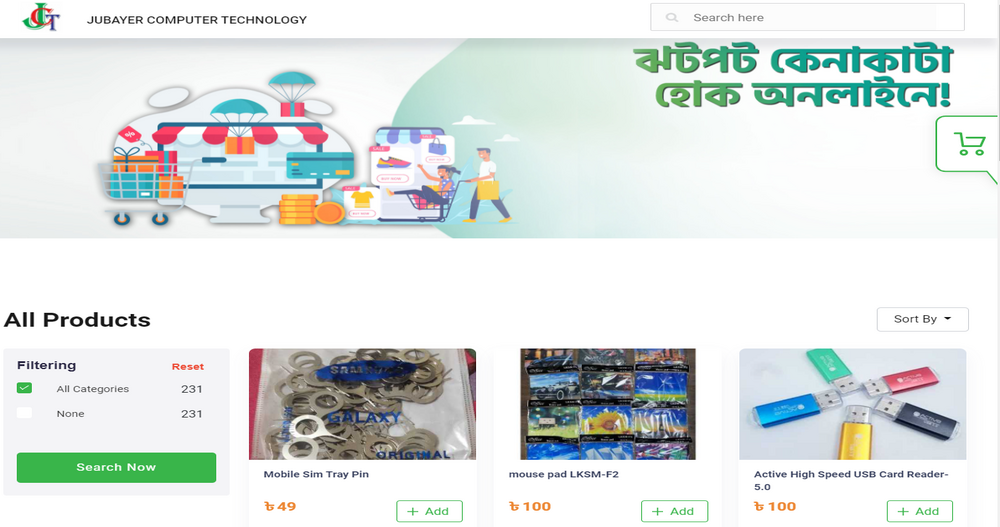 JCT
JUBAYER COMPUTER TECHNOLOGY
Search here
ঝটপট কেনাকাটা
হোক অনলাইনে!
All Products
Sort By
Filtering
Reset
All Categories
231
None
231
Search Now
GALAXY
ORIGINAL
Mobile Sim Tray Pin
৳ 49
+ Add
mouse pad LKSM-F2
৳ 100
+ Add
Active High Speed USB Card Reader-
5.0
৳ 100
+ Add